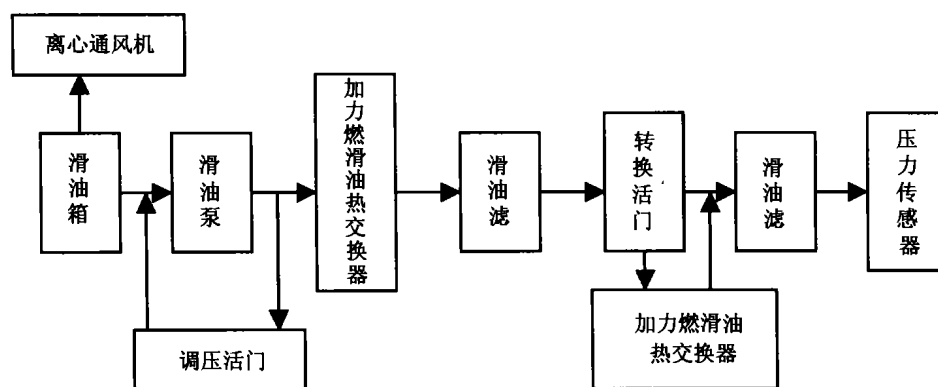 离心通风机
滑油箱
滑油泵
加力燃滑油热交换器
滑油滤
转换活门
滑油滤
压力传感器
调压活门
加力燃滑油
热交换器